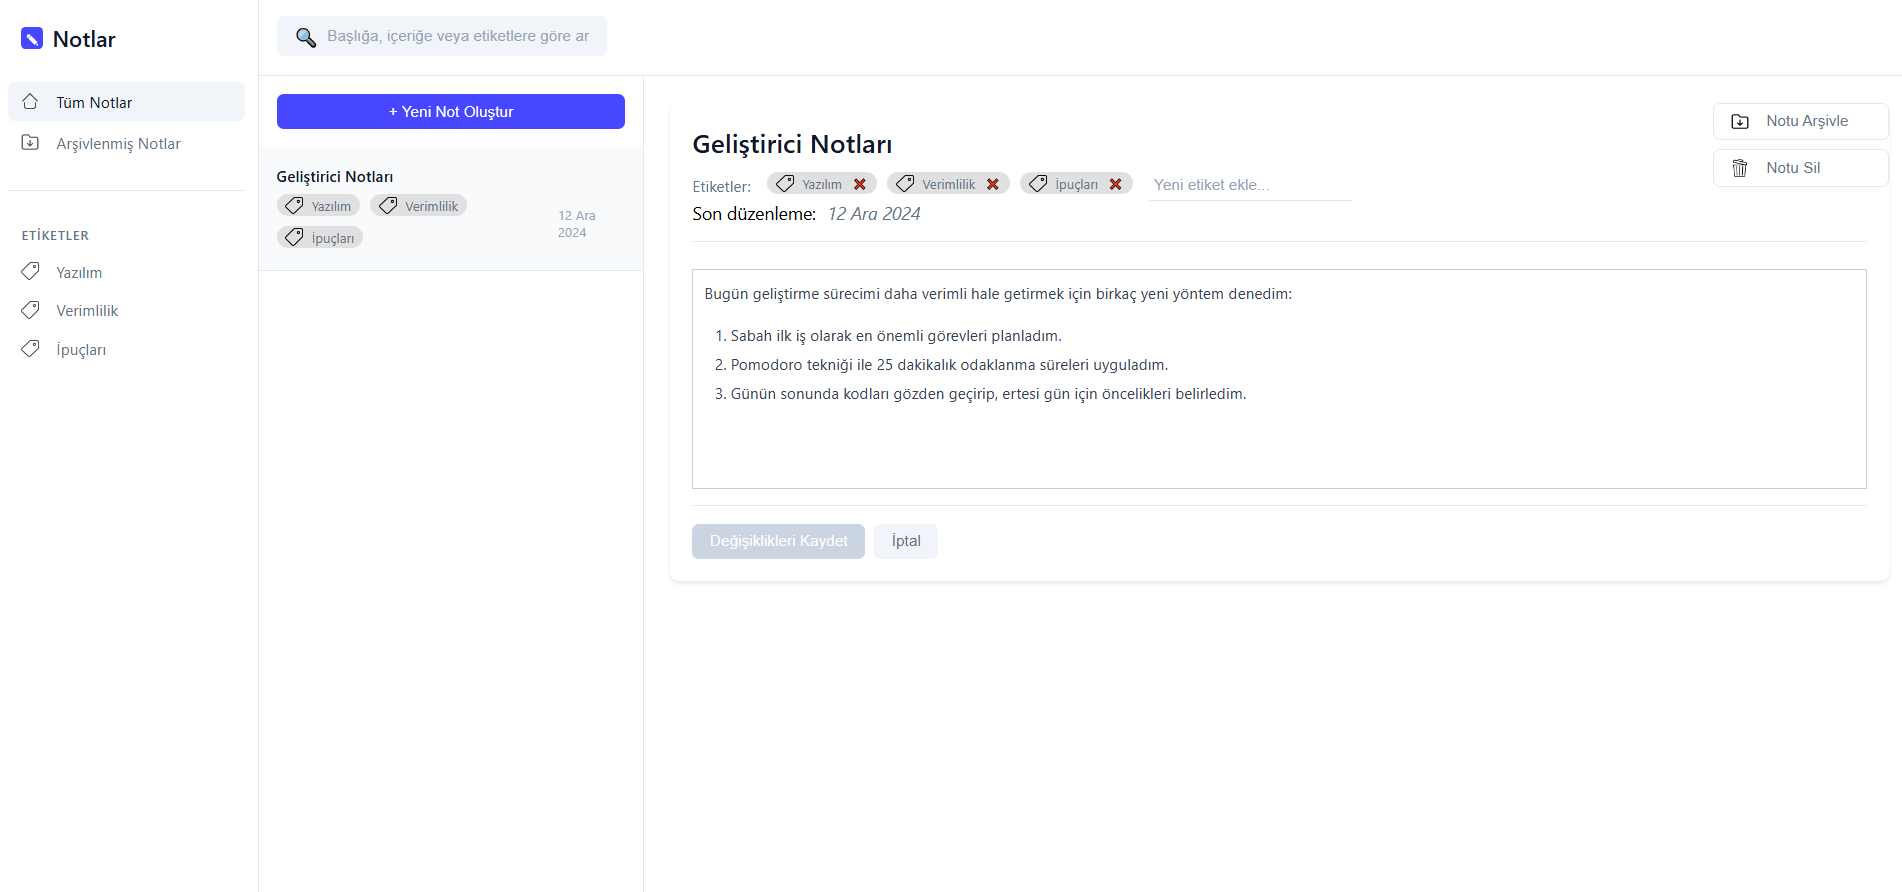 Notlar
Tüm Notlar
Arşivlenmiş Notlar
ETİKETLER
Yazılım
Verimlilik
İpuçları
Başlığa, içeriğe veya etiketlere göre ar
+ Yeni Not Oluştur
Geliştirici Notları
Yazılım Verimlilik
İpuçları
12 Ara
2024
Geliştirici Notları
Etiketler: Yazılım Verimlilik İpuçları Yeni etiket ekle...
Son düzenleme: 12 Ara 2024
Bugün geliştirme sürecimi daha verimli hale getirmek için birkaç yeni yöntem denedim:
1. Sabah ilk iş olarak en önemli görevleri planladım.
2. Pomodoro tekniği ile 25 dakikalık odaklanma süreleri uyguladım.
3. Günün sonunda kodları gözden geçirip, ertesi gün için öncelikleri belirledim.
Değişiklikleri Kaydet İptal
Notu Arşivle
Notu Sil